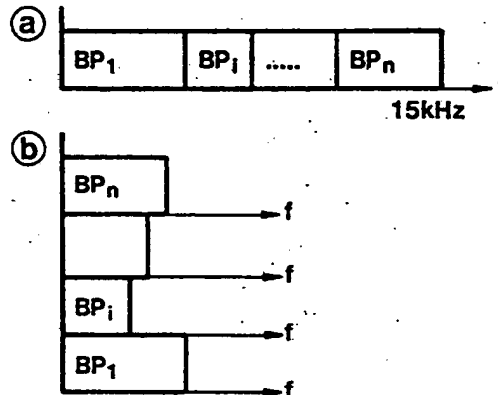 a
BP₁ BPᵢ ..... BPₙ
15kHz
b
BPₙ
f
f
BPᵢ
f
BP₁
f